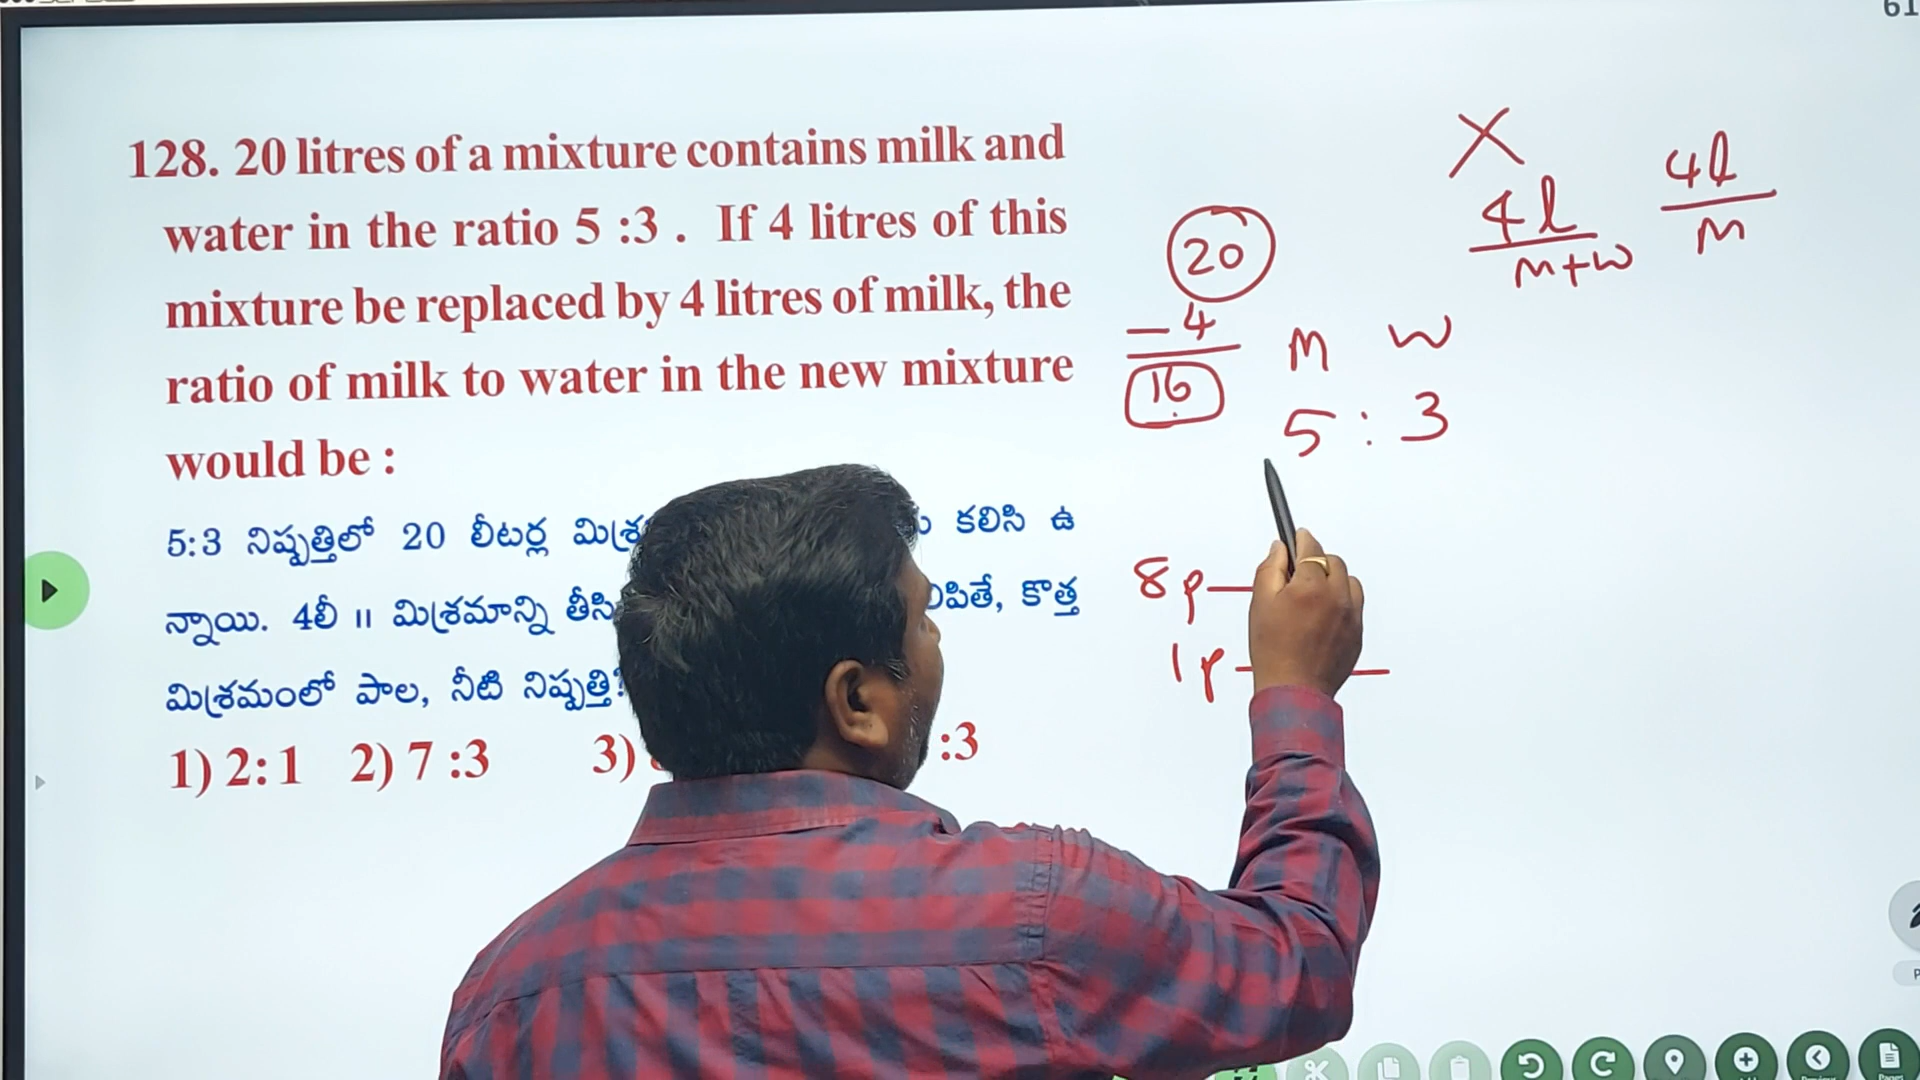 61
128. 20 litres of a mixture contains milk and
water in the ratio 5 :3 . If 4 litres of this
mixture be replaced by 4 litres of milk, the
ratio of milk to water in the new mixture
would be :
5:3 నిష్పత్తిలో 20 లీటర్ల కలిసి ఉ
న్నాయి. 4లీ ॥ మిశ్రమాన్ని కొత్త
మిశ్రమంలో పాల, నీటి నిష్పత్తి?
1) 2:1 2) 7 :3 3) :3
20
- 4
16
M W
5 : 3
8p
1p
X
4l
M+W
4l
M